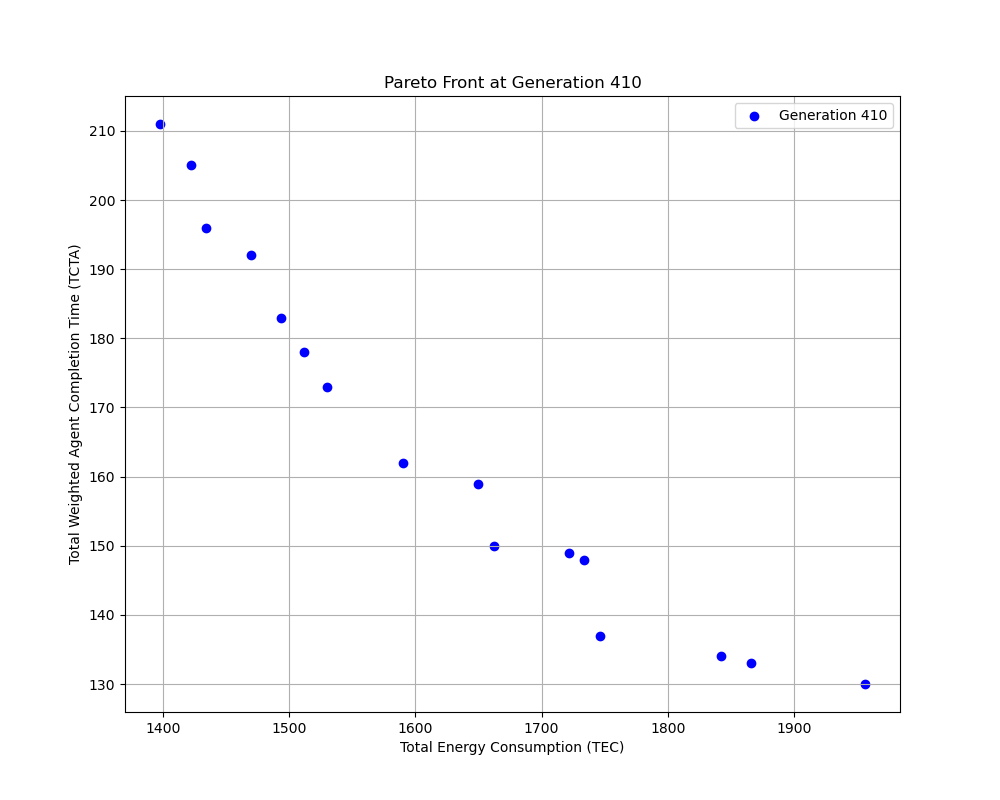 Pareto Front at Generation 410
Generation 410
Total Weighted Agent Completion Time (TCTA)
210
200
190
180
170
160
150
140
130
1400 1500 1600 1700 1800 1900
Total Energy Consumption (TEC)